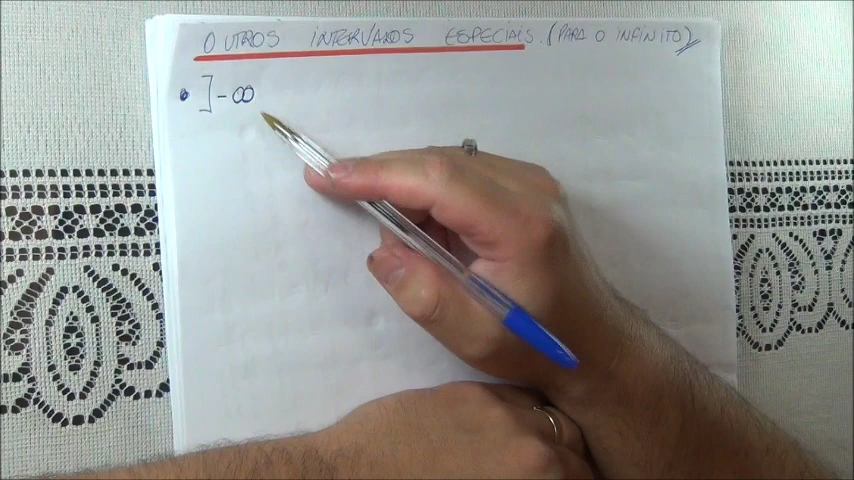 OUTROS INTERVALOS ESPECIAIS. (PARA O INFINITO)
• ]-∞